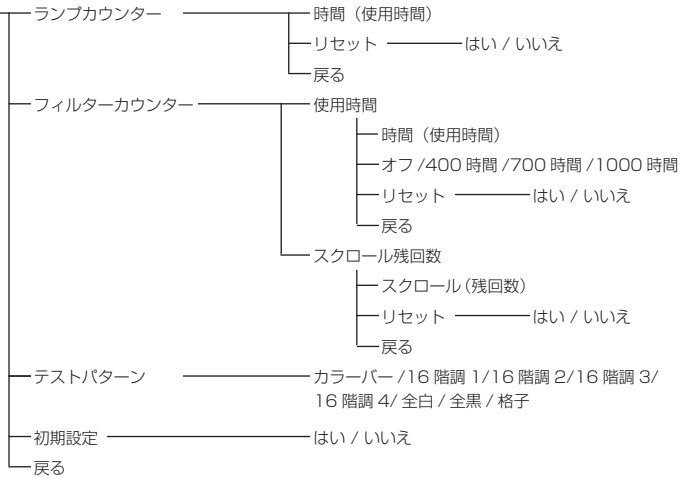 ランプカウンター 時間（使用時間）
リセット はい / いいえ
戻る
フィルターカウンター 使用時間
時間（使用時間）
オフ /400 時間 /700 時間 /1000 時間
リセット はい / いいえ
戻る
スクロール残回数
スクロール（残回数）
リセット はい / いいえ
戻る
テストパターン カラーバー /16 階調 1/16 階調 2/16 階調 3/
16 階調 4/ 全白 / 全黒 / 格子
初期設定 はい / いいえ
戻る